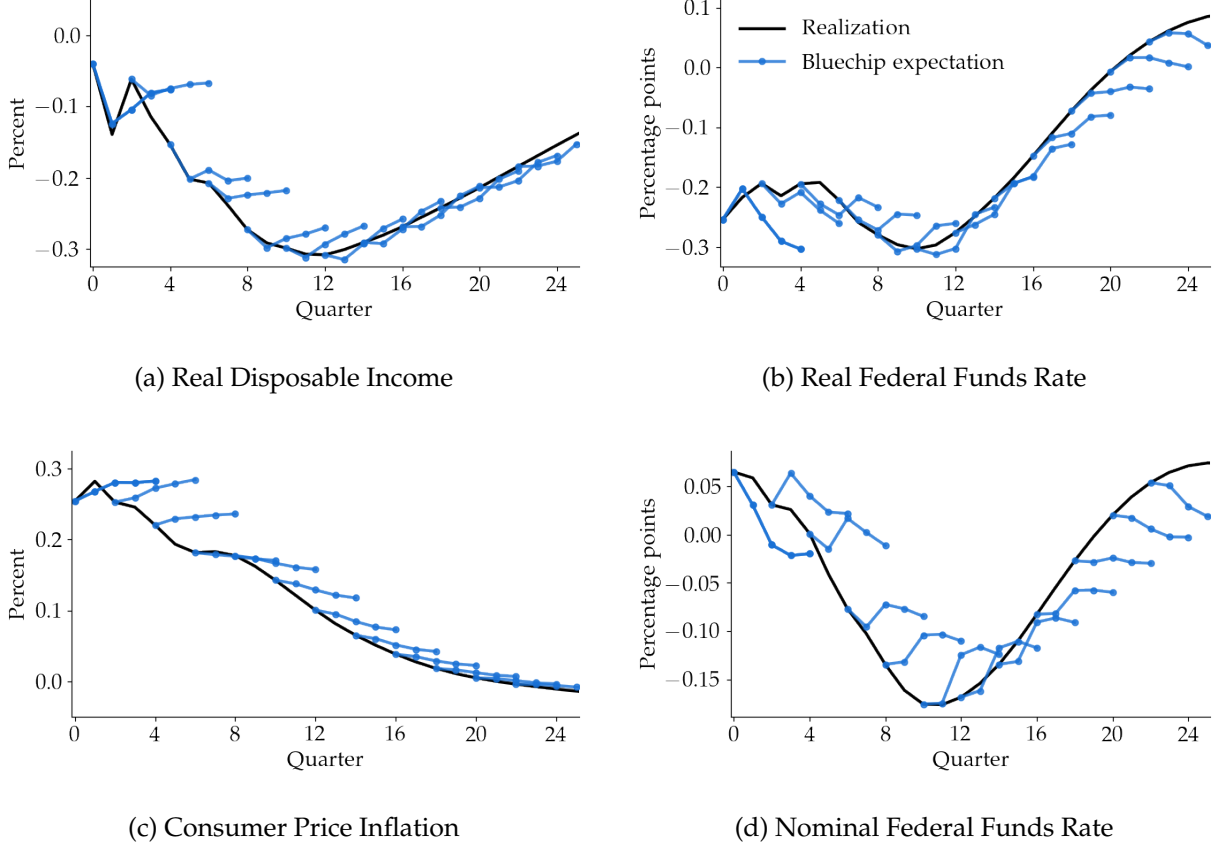 0.0
−0.1
−0.2
−0.3
Percent
0 4 8 12 16 20 24
Quarter
(a) Real Disposable Income
0.1
0.0
−0.1
−0.2
−0.3
Percentage points
Realization
Bluechip expectation
0 4 8 12 16 20 24
Quarter
(b) Real Federal Funds Rate
0.3
0.2
0.1
0.0
Percent
0 4 8 12 16 20 24
Quarter
(c) Consumer Price Inflation
0.05
0.00
−0.05
−0.10
−0.15
Percentage points
0 4 8 12 16 20 24
Quarter
(d) Nominal Federal Funds Rate